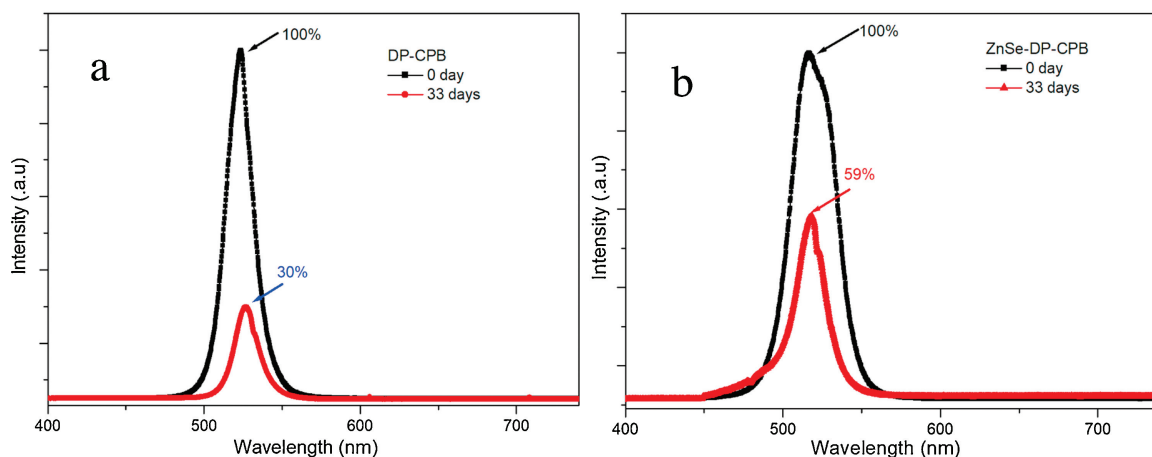 a
100%
DP-CPB
0 day
33 days
30%
Intensity (.a.u)
400
500
600
700
Wavelength (nm)
b
100%
ZnSe-DP-CPB
0 day
33 days
59%
Intensity (.a.u)
400
500
600
700
Wavelength (nm)